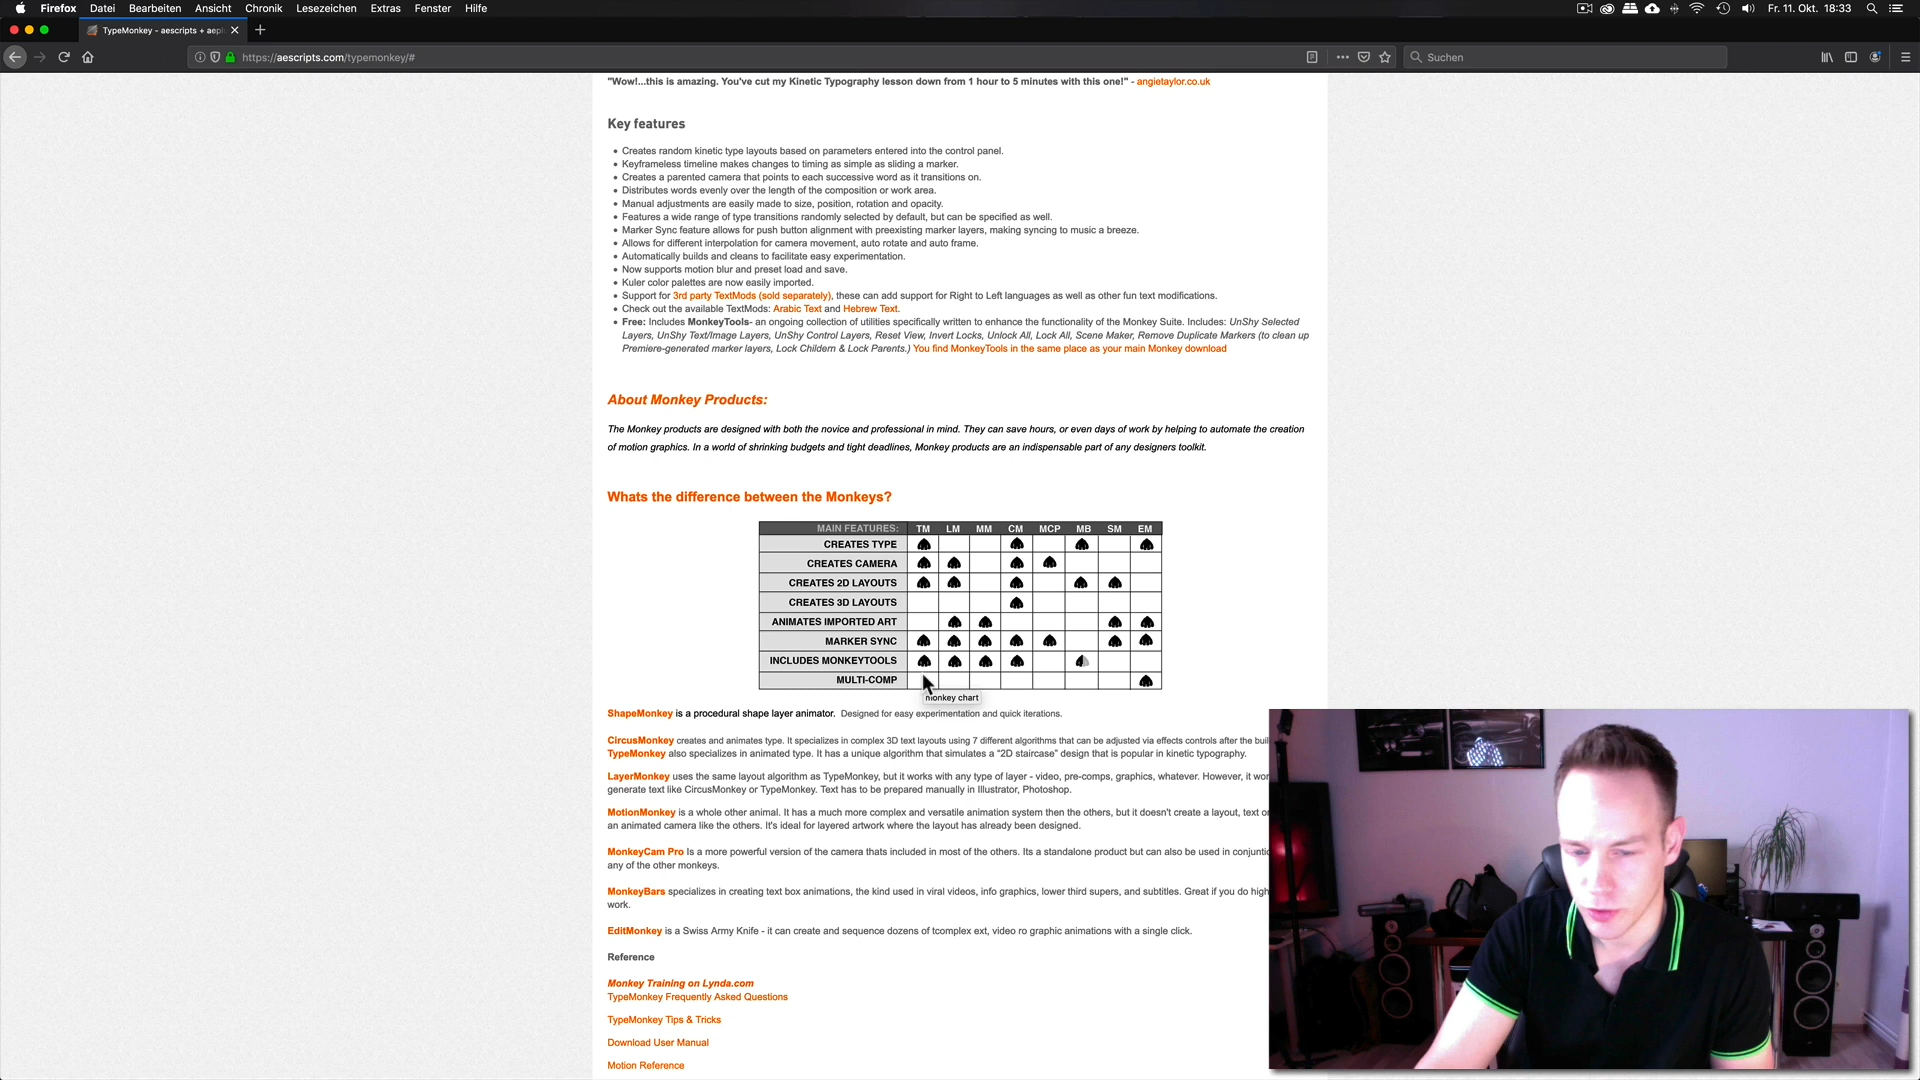 Firefox Datei Bearbeiten Ansicht Chronik Lesezeichen Extras Fenster Hilfe
Fr. 11. Okt. 18:33
TypeMonkey - aescripts + aep
https://aescripts.com/typemonkey/#
Suchen
"Wow!...this is amazing. You've cut my Kinetic Typography lesson down from 1 hour to 5 minutes with this one!" - angietaylor.co.uk
Key features
Creates random kinetic type layouts based on parameters entered into the control panel.
Keyframeless timeline makes changes to timing as simple as sliding a marker.
Creates a parented camera that points to each successive word as it transitions on.
Distributes words evenly over the length of the composition or work area.
Manual adjustments are easily made to size, position, rotation and opacity.
Features a wide range of type transitions randomly selected by default, but can be specified as well.
Marker Sync feature allows for push button alignment with preexisting marker layers, making syncing to music a breeze.
Allows for different interpolation for camera movement, auto rotate and auto frame.
Automatically builds and cleans to facilitate easy experimentation.
Now supports motion blur and preset load and save.
Kuler color palettes are now easily imported.
Support for 3rd party TextMods (sold separately), these can add support for Right to Left languages as well as other fun text modifications.
Check out the available TextMods: Arabic Text and Hebrew Text.
Free: Includes MonkeyTools- an ongoing collection of utilities specifically written to enhance the functionality of the Monkey Suite. Includes: UnShy Selected
Layers, UnShy Text/Image Layers, UnShy Control Layers, Reset View, Invert Locks, Unlock All, Lock All, Scene Maker, Remove Duplicate Markers (to clean up
Premiere-generated marker layers, Lock Childern & Lock Parents.) You find MonkeyTools in the same place as your main Monkey download
About Monkey Products:
The Monkey products are designed with both the novice and professional in mind. They can save hours, or even days of work by helping to automate the creation
of motion graphics. In a world of shrinking budgets and tight deadlines, Monkey products are an indispensable part of any designers toolkit.
Whats the difference between the Monkeys?
MAIN FEATURES: TM LM MM CM MCP MB SM EM
CREATES TYPE
CREATES CAMERA
CREATES 2D LAYOUTS
CREATES 3D LAYOUTS
ANIMATES IMPORTED ART
MARKER SYNC
INCLUDES MONKEYTOOLS
MULTI-COMP
monkey chart
ShapeMonkey is a procedural shape layer animator. Designed for easy experimentation and quick iterations.
CircusMonkey creates and animates type. It specializes in complex 3D text layouts using 7 different algorithms that can be adjusted via effects controls after the buil
TypeMonkey also specializes in animated type. It has a unique algorithm that simulates a "2D staircase" design that is popular in kinetic typography.
LayerMonkey uses the same layout algorithm as TypeMonkey, but it works with any type of layer - video, pre-comps, graphics, whatever. However, it wor
generate text like CircusMonkey or TypeMonkey. Text has to be prepared manually in Illustrator, Photoshop.
MotionMonkey is a whole other animal. It has a much more complex and versatile animation system then the others, but it doesn't create a layout, text or
an animated camera like the others. It's ideal for layered artwork where the layout has already been designed.
MonkeyCam Pro Is a more powerful version of the camera thats included in most of the others. Its a standalone product but can also be used in conjuntio
any of the other monkeys.
MonkeyBars specializes in creating text box animations, the kind used in viral videos, info graphics, lower third supers, and subtitles. Great if you do high
work.
EditMonkey is a Swiss Army Knife - it can create and sequence dozens of tcomplex ext, video ro graphic animations with a single click.
Reference
Monkey Training on Lynda.com
TypeMonkey Frequently Asked Questions
TypeMonkey Tips & Tricks
Download User Manual
Motion Reference